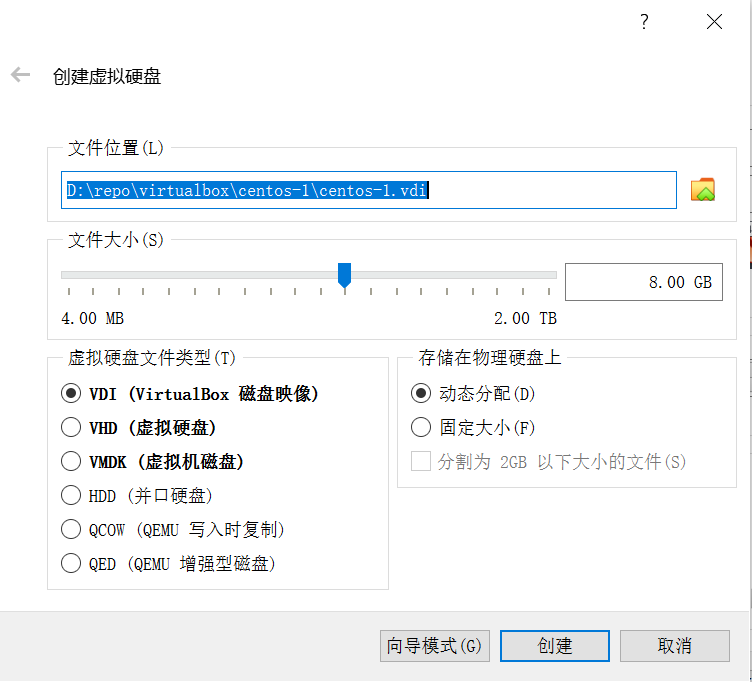 ?
创建虚拟硬盘
文件位置(L)
D:\repo\virtualbox\centos-1\centos-1.vdi
文件大小(S)
8.00 GB
4.00 MB 2.00 TB
虚拟硬盘文件类型(T)
VDI (VirtualBox 磁盘映像)
VHD (虚拟硬盘)
VMDK (虚拟机磁盘)
HDD (并口硬盘)
QCOW (QEMU 写入时复制)
QED (QEMU 增强型磁盘)
存储在物理硬盘上
动态分配(D)
固定大小(F)
分割为 2GB 以下大小的文件(S)
向导模式(G) 创建 取消